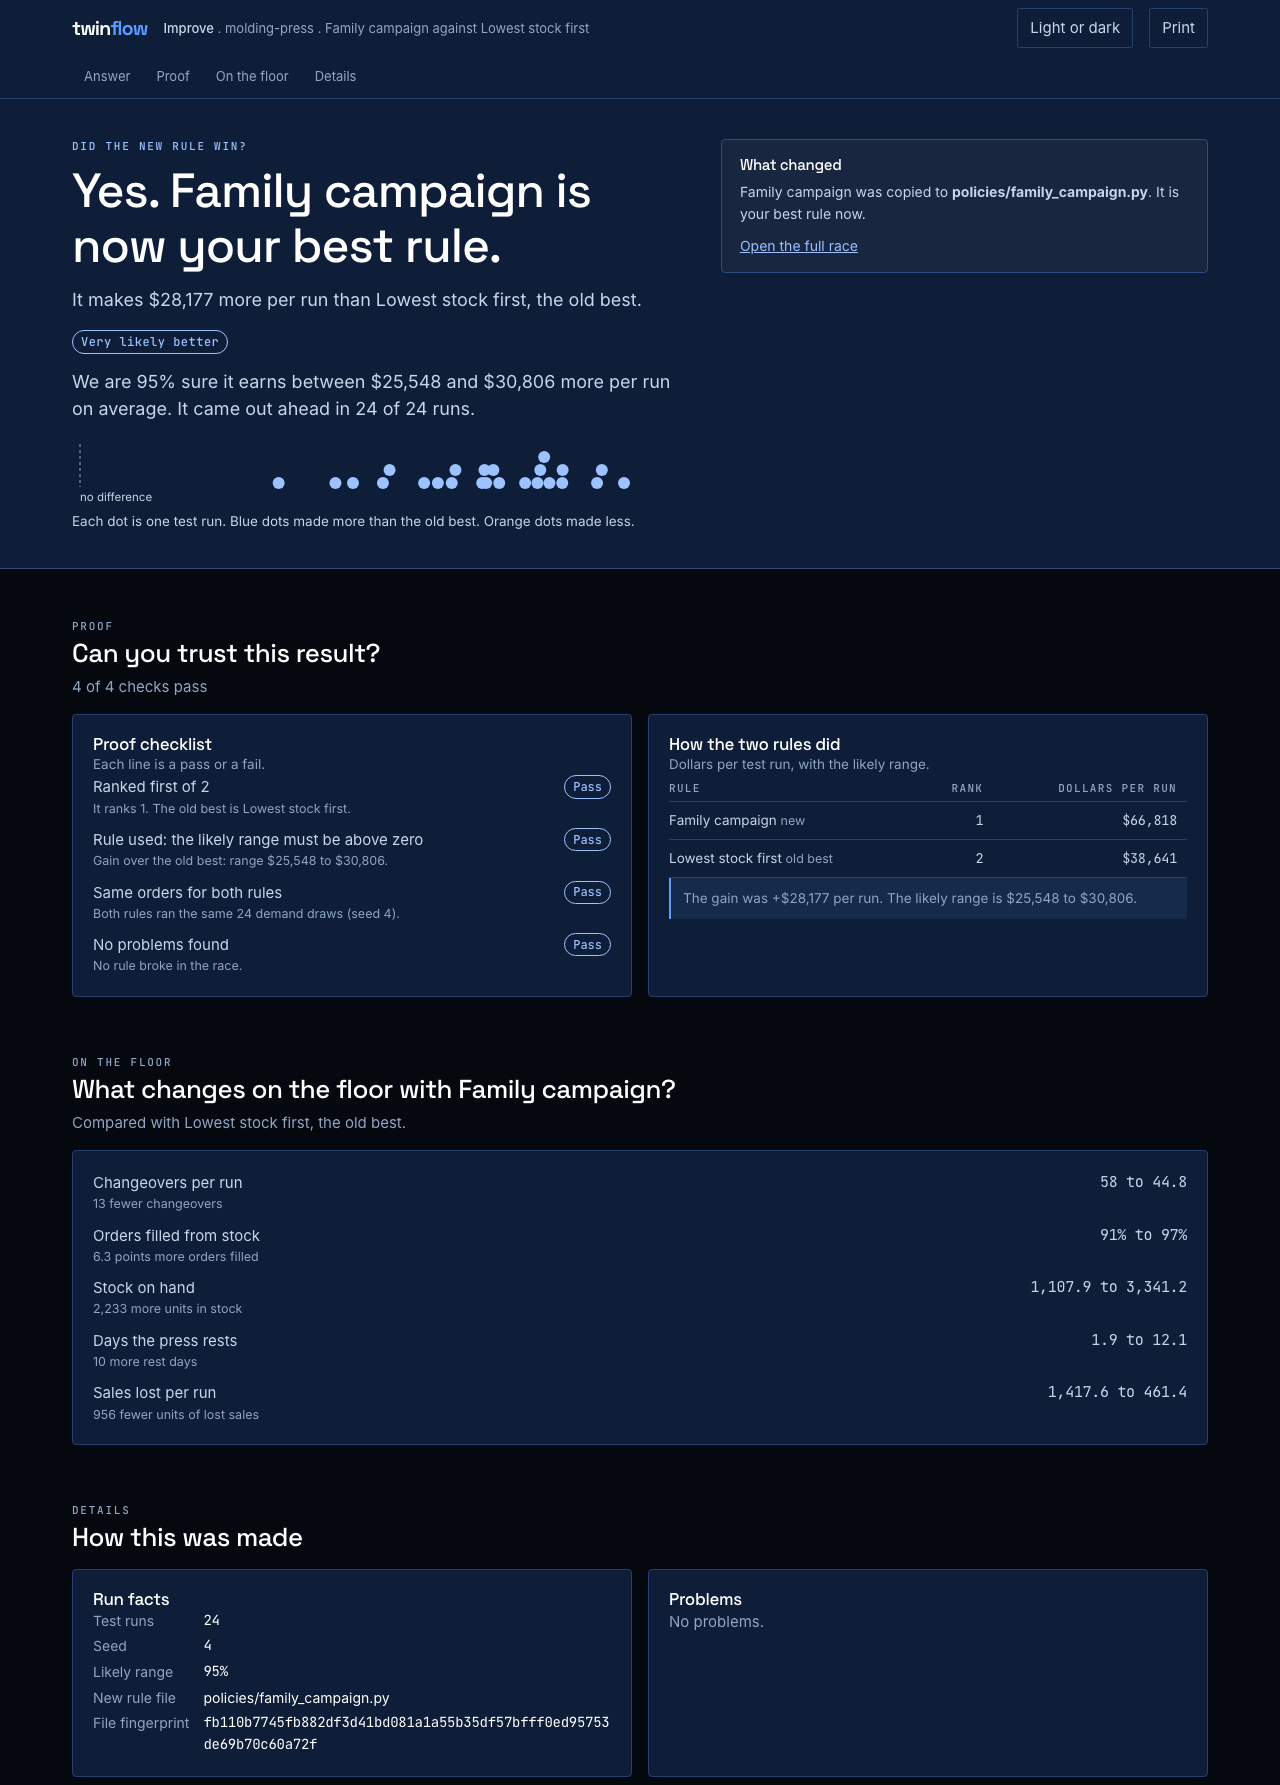 twinflow Improve . molding-press . Family campaign against Lowest stock first
Light or dark
Print
Answer Proof On the floor Details
DID THE NEW RULE WIN?
Yes. Family campaign is
now your best rule.
It makes $28,177 more per run than Lowest stock first, the old best.
Very likely better
We are 95% sure it earns between $25,548 and $30,806 more per run
on average. It came out ahead in 24 of 24 runs.
no difference
Each dot is one test run. Blue dots made more than the old best. Orange dots made less.
What changed
Family campaign was copied to policies/family_campaign.py. It is
your best rule now.
Open the full race
PROOF
Can you trust this result?
4 of 4 checks pass
Proof checklist
Each line is a pass or a fail.
Ranked first of 2 Pass
It ranks 1. The old best is Lowest stock first.
Rule used: the likely range must be above zero Pass
Gain over the old best: range $25,548 to $30,806.
Same orders for both rules Pass
Both rules ran the same 24 demand draws (seed 4).
No problems found Pass
No rule broke in the race.
How the two rules did
Dollars per test run, with the likely range.
RULE RANK DOLLARS PER RUN
Family campaign new 1 $66,818
Lowest stock first old best 2 $38,641
The gain was +$28,177 per run. The likely range is $25,548 to $30,806.
ON THE FLOOR
What changes on the floor with Family campaign?
Compared with Lowest stock first, the old best.
Changeovers per run 58 to 44.8
13 fewer changeovers
Orders filled from stock 91% to 97%
6.3 points more orders filled
Stock on hand 1,107.9 to 3,341.2
2,233 more units in stock
Days the press rests 1.9 to 12.1
10 more rest days
Sales lost per run 1,417.6 to 461.4
956 fewer units of lost sales
DETAILS
How this was made
Run facts
Test runs 24
Seed 4
Likely range 95%
New rule file policies/family_campaign.py
File fingerprint fb110b7745fb882df3d41bd081a1a55b35df57bfff0ed95753
de69b70c60a72f
Problems
No problems.